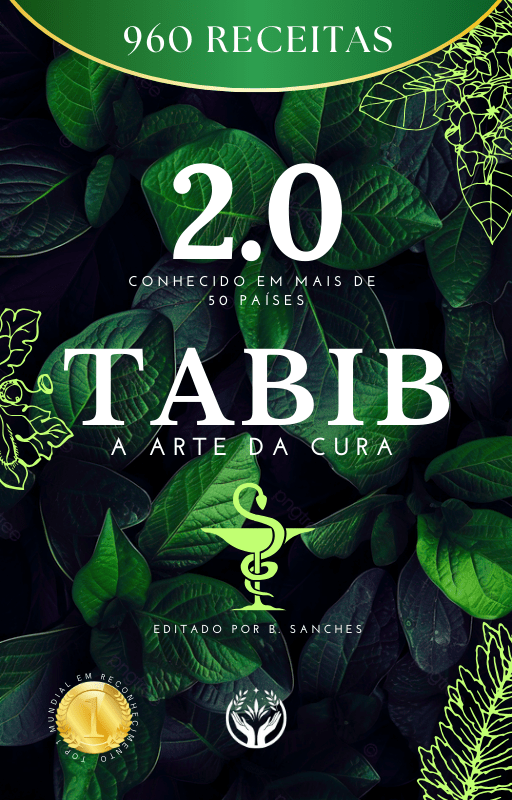 960 RECEITAS
2.0
CONHECIDO EM MAIS DE
50 PAÍSES
TABIB
A ARTE DA CURA
EDITADO POR B. SANCHES
TOP 1 MUNDIAL EM RECONHECIMENTO
1